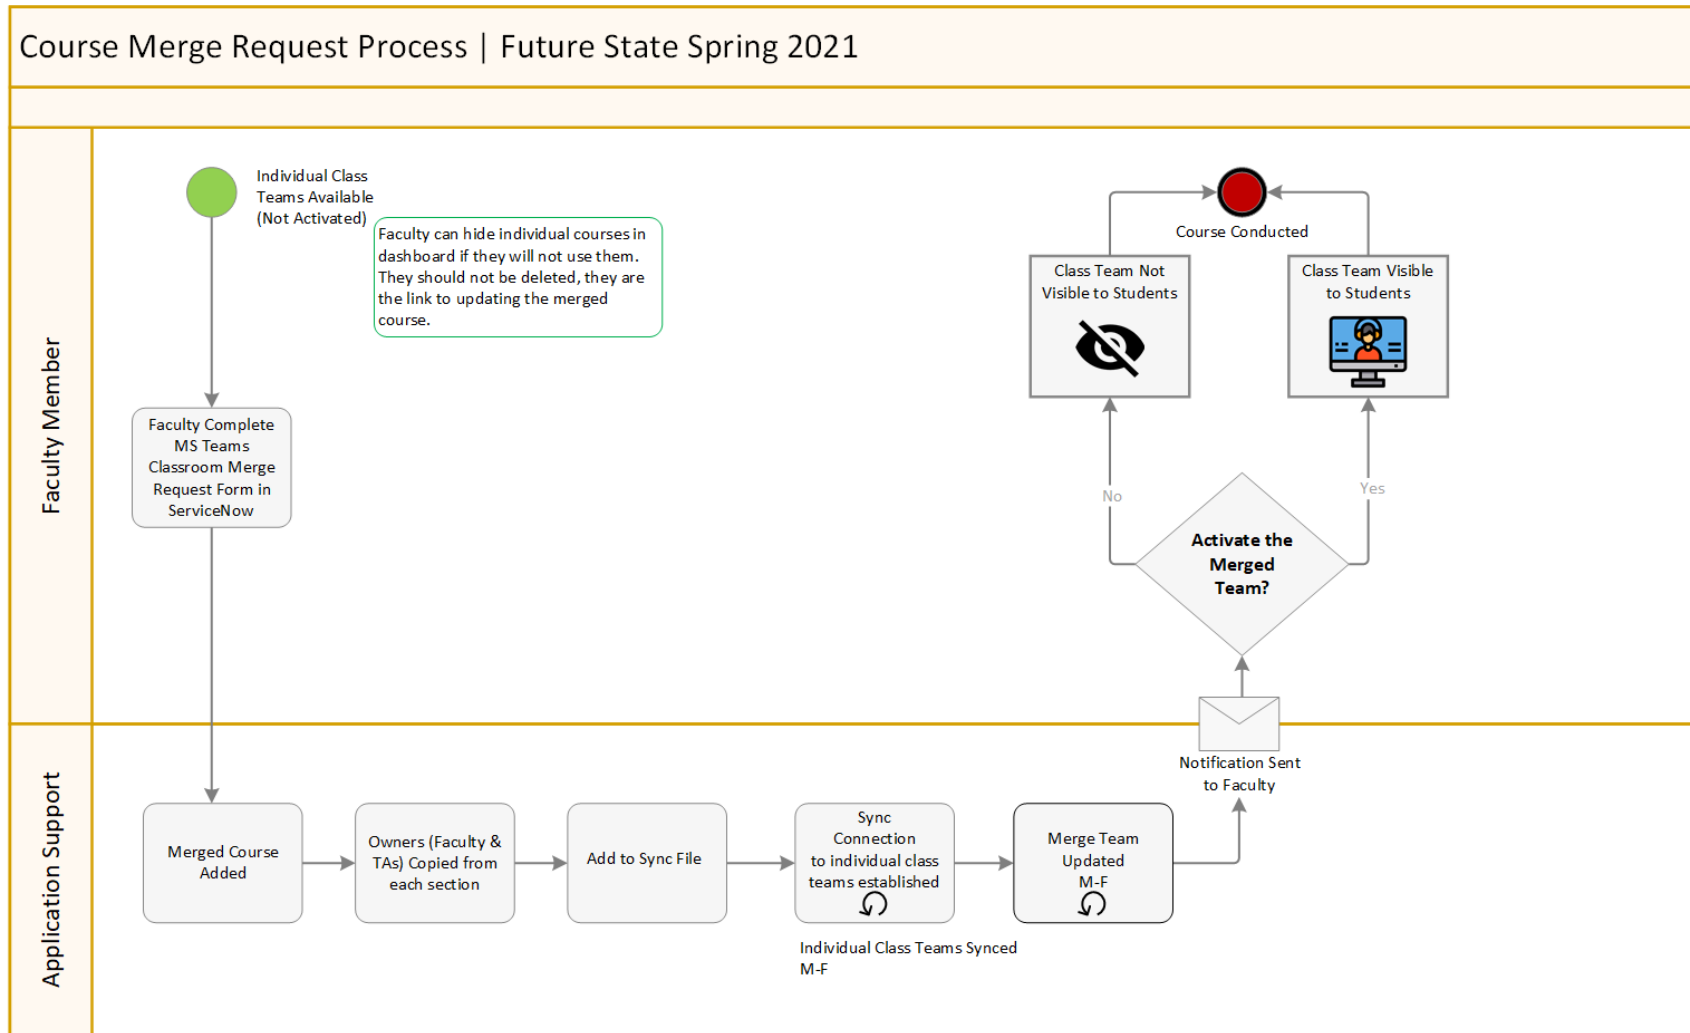 Course Merge Request Process | Future State Spring 2021
Faculty Member
Individual Class
Teams Available
(Not Activated)
Faculty can hide individual courses in
dashboard if they will not use them.
They should not be deleted, they are
the link to updating the merged
course.
Faculty Complete
MS Teams
Classroom Merge
Request Form in
ServiceNow
Course Conducted
Class Team Not
Visible to Students
Class Team Visible
to Students
No
Yes
Activate the
Merged
Team?
Application Support
Notification Sent
to Faculty
Merged Course
Added
Owners (Faculty &
TAs) Copied from
each section
Add to Sync File
Sync
Connection
to individual class
teams established
Individual Class Teams Synced
M-F
Merge Team
Updated
M-F